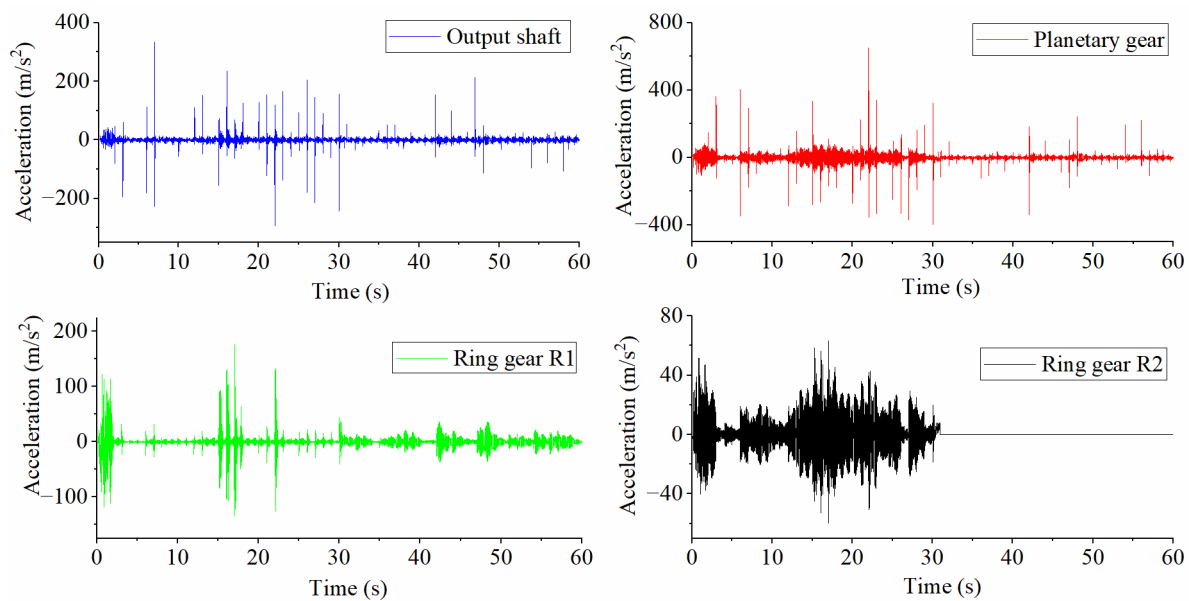 400
200
0
−200
Acceleration (m/s²)
Output shaft
0 10 20 30 40 50 60
Time (s)
800
400
0
−400
Acceleration (m/s²)
Planetary gear
0 10 20 30 40 50 60
Time (s)
200
100
0
−100
Acceleration (m/s²)
Ring gear R1
0 10 20 30 40 50 60
Time (s)
80
40
0
−40
Acceleration (m/s²)
Ring gear R2
0 10 20 30 40 50 60
Time (s)